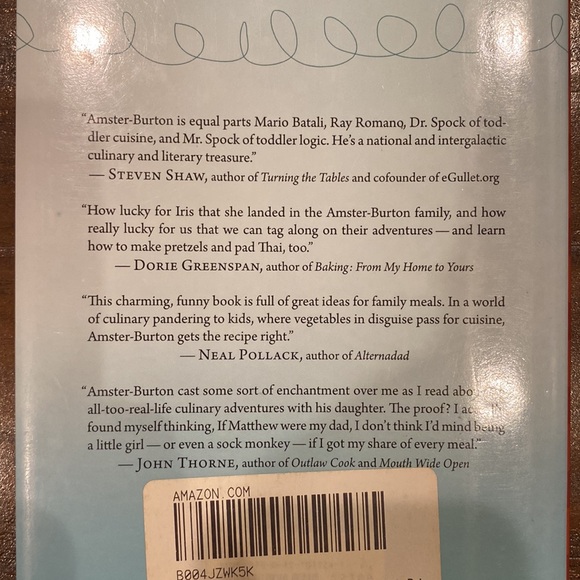 “Amster-Burton is equal parts Mario Batali, Ray Romano, Dr. Spock of tod-
dler cuisine, and Mr. Spock of toddler logic. He’s a national and intergalactic
culinary and literary treasure.”
— Steven Shaw, author of Turning the Tables and cofounder of eGullet.org
“How lucky for Iris that she landed in the Amster-Burton family, and how
really lucky for us that we can tag along on their adventures — and learn
how to make pretzels and pad Thai, too.”
— Dorie Greenspan, author of Baking: From My Home to Yours
“This charming, funny book is full of great ideas for family meals. In a world
of culinary pandering to kids, where vegetables in disguise pass for cuisine,
Amster-Burton gets the recipe right.”
— Neal Pollack, author of Alternadad
“Amster-Burton cast some sort of enchantment over me as I read
all-too-real-life culinary adventures with his daughter. The proof? I
found myself thinking, If Matthew were my dad, I don’t think I’d mind being
a little girl — or even a sock monkey — if I got my share of every meal.”
— John Thorne, author of Outlaw Cook and Mouth Wide Open
AMAZON.COM
B004JZWK5K